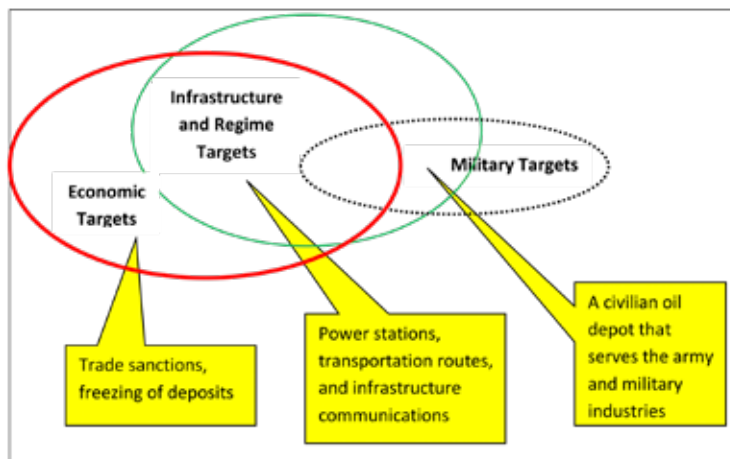 Infrastructure
and Regime
Targets
Military Targets
Economic
Targets
Trade sanctions,
freezing of deposits
Power stations,
transportation routes,
and infrastructure
communications
A civilian oil
depot that
serves the army
and military
industries